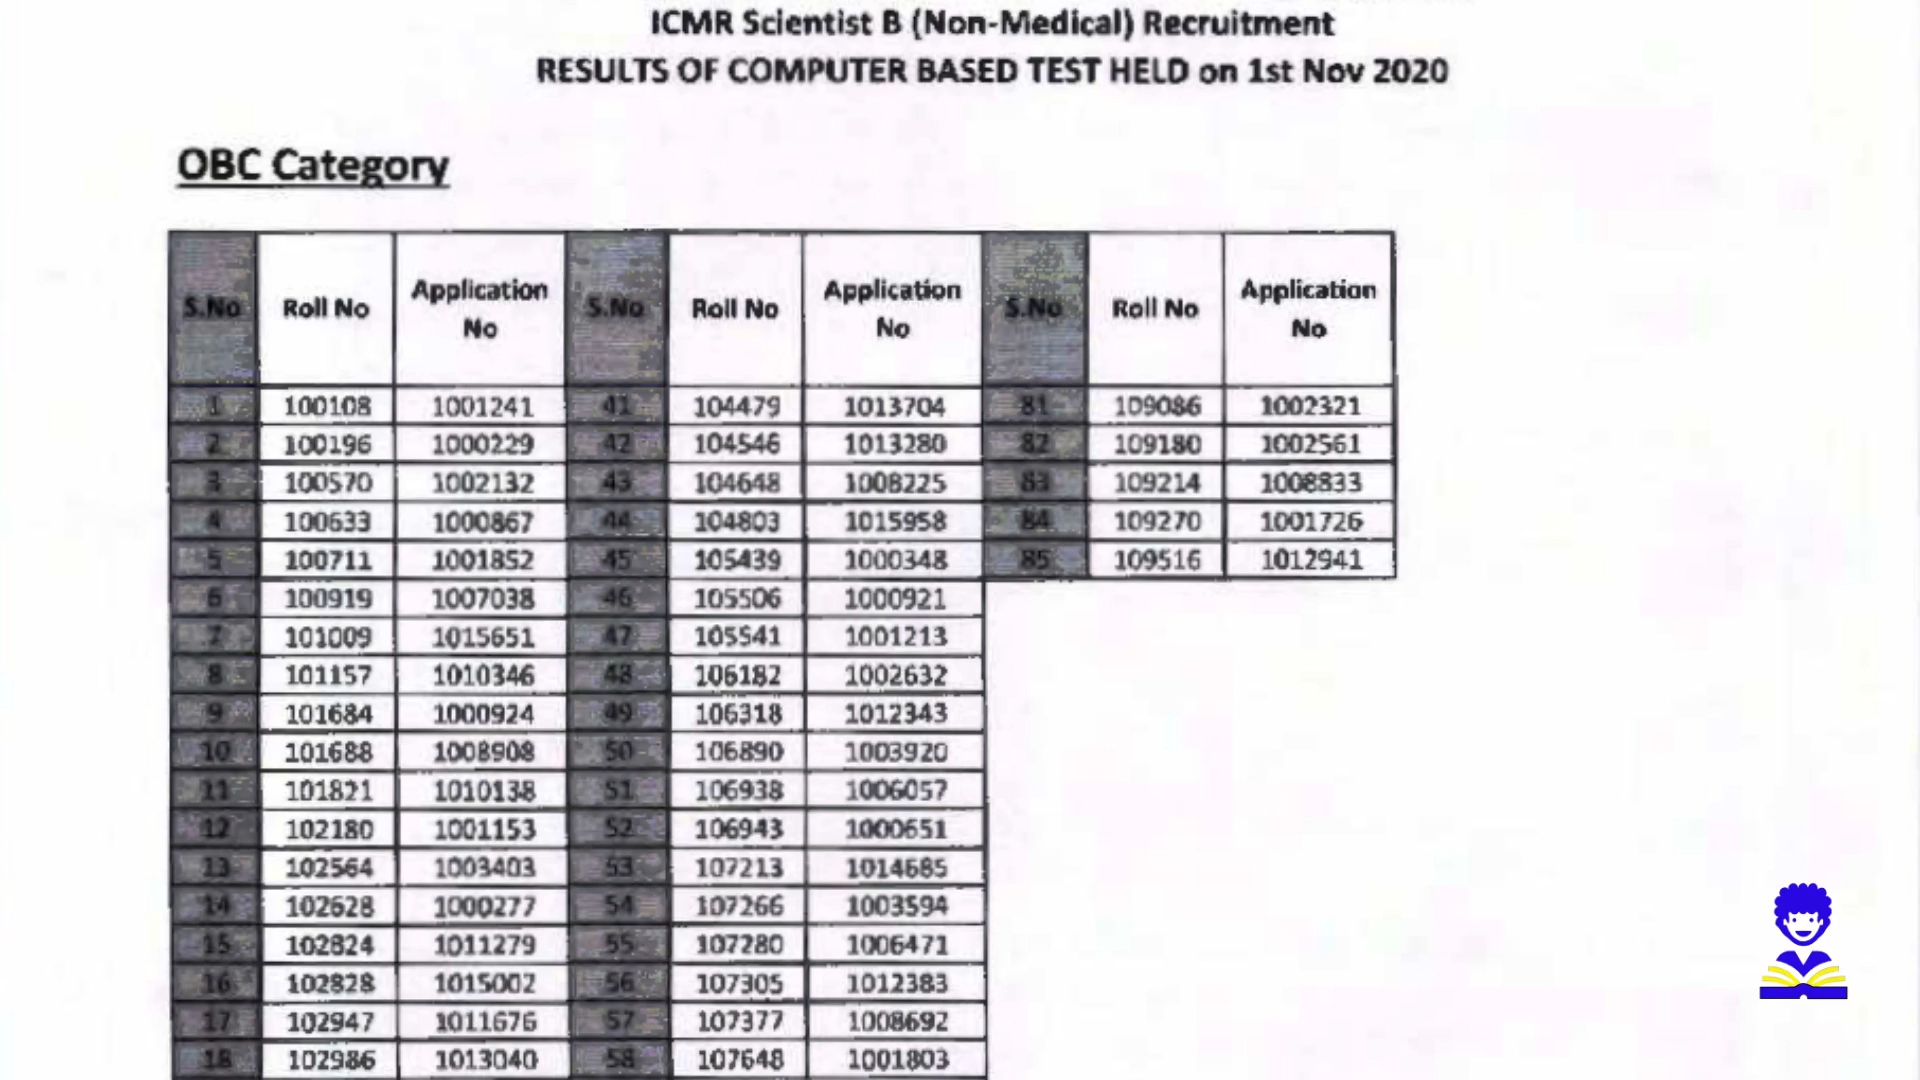 ICMR Scientist B (Non-Medical) Recruitment
RESULTS OF COMPUTER BASED TEST HELD on 1st Nov 2020
OBC Category
S.No Roll No Application No S.No Roll No Application No S.No Roll No Application No
1 100108 1001241 41 104479 1013704 81 109086 1002321
2 100196 1000229 42 104546 1013280 82 109180 1002561
3 100570 1002132 43 104648 1008225 83 109214 1008833
4 100633 1000867 44 104803 1015958 84 109270 1001726
5 100711 1001852 45 105439 1000348 85 109516 1012941
6 100919 1007038 46 105506 1000921
7 101009 1015651 47 105541 1001213
8 101157 1010346 48 106182 1002632
9 101684 1000924 49 106318 1012343
10 101688 1008908 50 106890 1003920
11 101821 1010138 51 106938 1006057
12 102180 1001153 52 106943 1000651
13 102564 1003403 53 107213 1014685
14 102628 1000277 54 107266 1003594
15 102824 1011279 55 107280 1006471
16 102828 1015002 56 107305 1012383
17 102947 1011676 57 107377 1008692
18 102986 1013040 58 107648 1001803